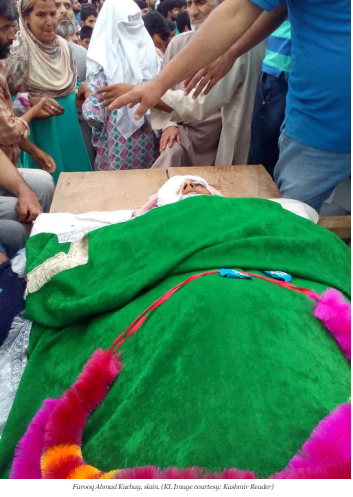 Farooq Ahmad Kuchay, slain. (KL Image courtesy: Kashmir Reader)